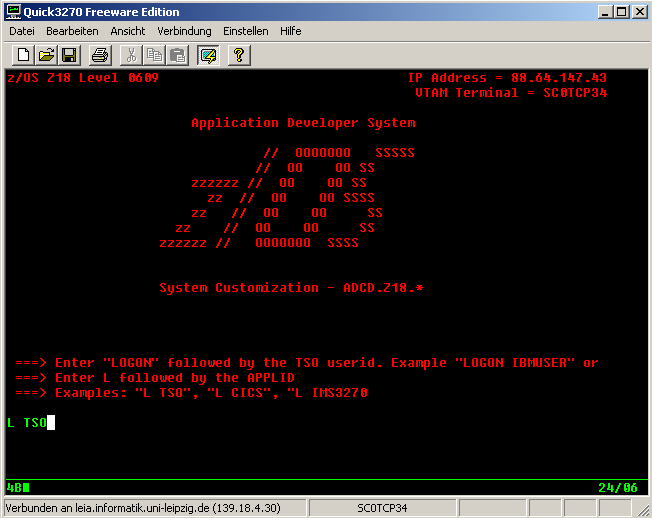 Quick3270 Freeware Edition
Datei Bearbeiten Ansicht Verbindung Einstellen Hilfe
z/OS Z18 Level 0609 IP Address = 88.64.147.43
VTAM Terminal = SC0TCP34
Application Developer System
// OOOOOOO SSSSS
// OO OO SS
zzzzzz // OO OO SS
zz // OO OO SSSS
zz // OO OO SS
zz // OO OO SS
zzzzzz // OOOOOOO SSSS
System Customization - ADCD.Z18.*
===> Enter "LOGON" followed by the TSO userid. Example "LOGON IBMUSER" or
===> Enter L followed by the APPLID
===> Examples: "L TSO", "L CICS", "L IMS3270
L TSO
4B 24/06
Verbunden an leia.informatik.uni-leipzig.de (139.18.4.30) SC0TCP34